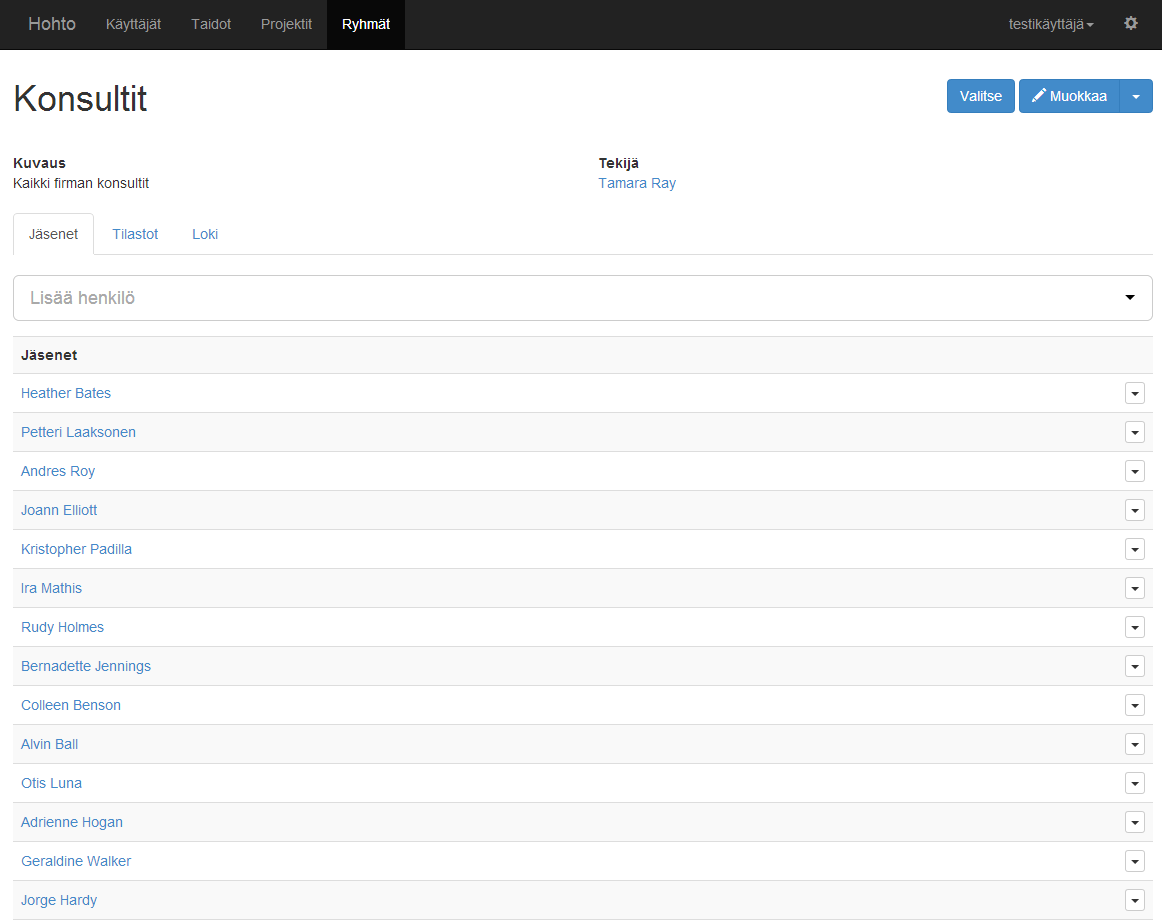 Hohto Käyttäjät Taidot Projektit Ryhmät testikäyttäjä
Konsultit Valitse Muokkaa
Kuvaus Tekijä
Kaikki firman konsultit Tamara Ray
Jäsenet Tilastot Loki
Lisää henkilö
Jäsenet
Heather Bates
Petteri Laaksonen
Andres Roy
Joann Elliott
Kristopher Padilla
Ira Mathis
Rudy Holmes
Bernadette Jennings
Colleen Benson
Alvin Ball
Otis Luna
Adrienne Hogan
Geraldine Walker
Jorge Hardy